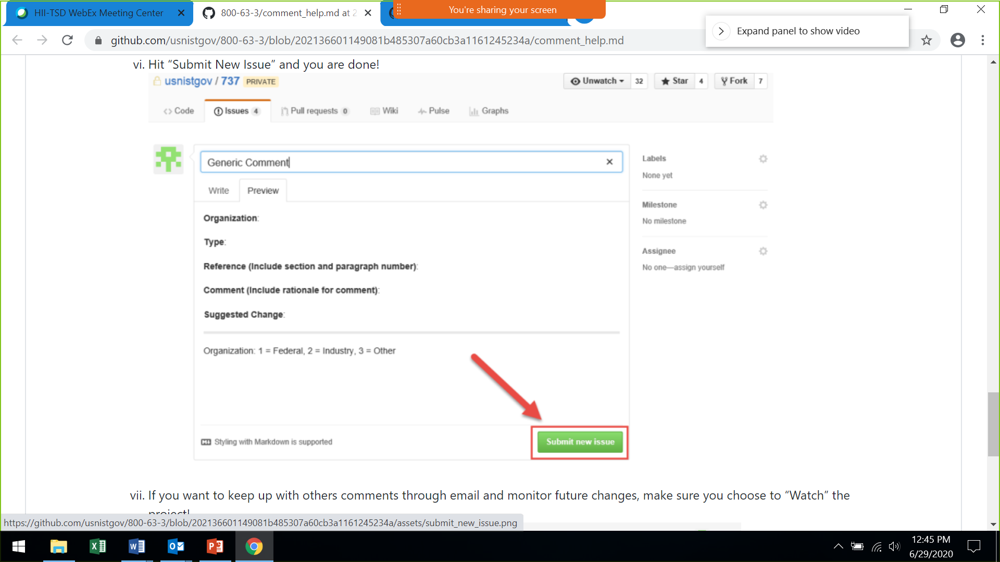 HII-TSD WebEx Meeting Center
800-63-3/comment_help.md at 2
You're sharing your screen
Expand panel to show video
github.com/usnistgov/800-63-3/blob/202136601149081b485307a60cb3a1161245234a/comment_help.md
vi. Hit “Submit New Issue” and you are done!
usnistgov / 737 PRIVATE
Unwatch 32 Star 4 Fork 7
Code Issues 4 Pull requests 0 Wiki Pulse Graphs
Generic Comment
Labels
None yet
Write Preview
Milestone
No milestone
Organization:
Type:
Assignee
No one—assign yourself
Reference (Include section and paragraph number):
Comment (Include rationale for comment):
Suggested Change:
Organization: 1 = Federal, 2 = Industry, 3 = Other
Styling with Markdown is supported
Submit new issue
vii. If you want to keep up with others comments through email and monitor future changes, make sure you choose to “Watch” the
project!
https://github.com/usnistgov/800-63-3/blob/202136601149081b485307a60cb3a1161245234a/assets/submit_new_issue.png
12:45 PM
6/29/2020